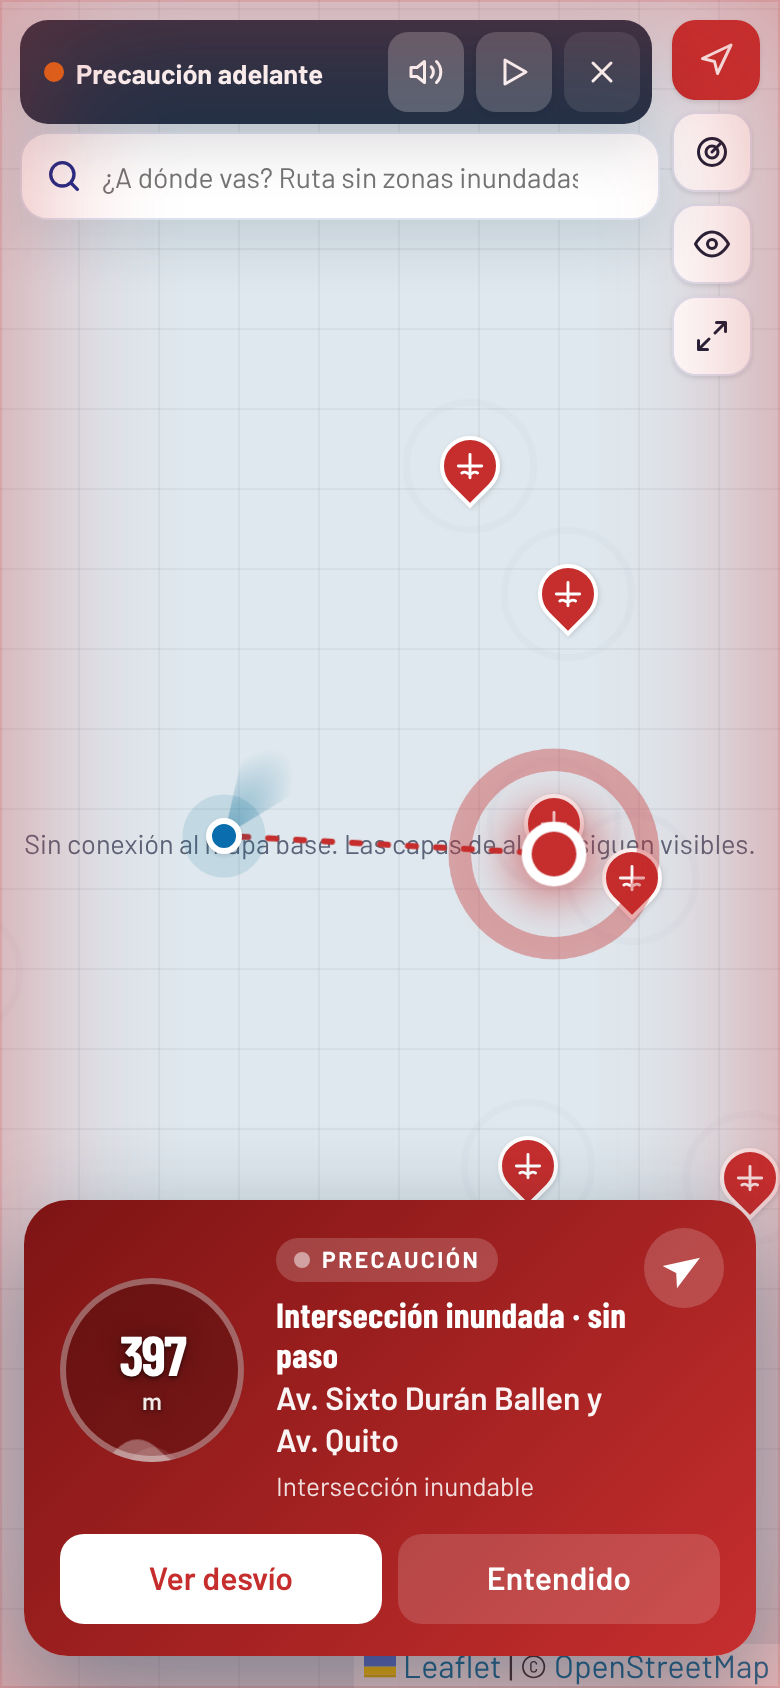 Precaución adelante
¿A dónde vas? Ruta sin zonas inundadas
Sin conexión al mapa base. Las capas de al siguen visibles.
PRECAUCIÓN
397
m
Intersección inundada · sin
paso
Av. Sixto Durán Ballen y
Av. Quito
Intersección inundable
Ver desvío
Entendido
Leaflet | © OpenStreetMap